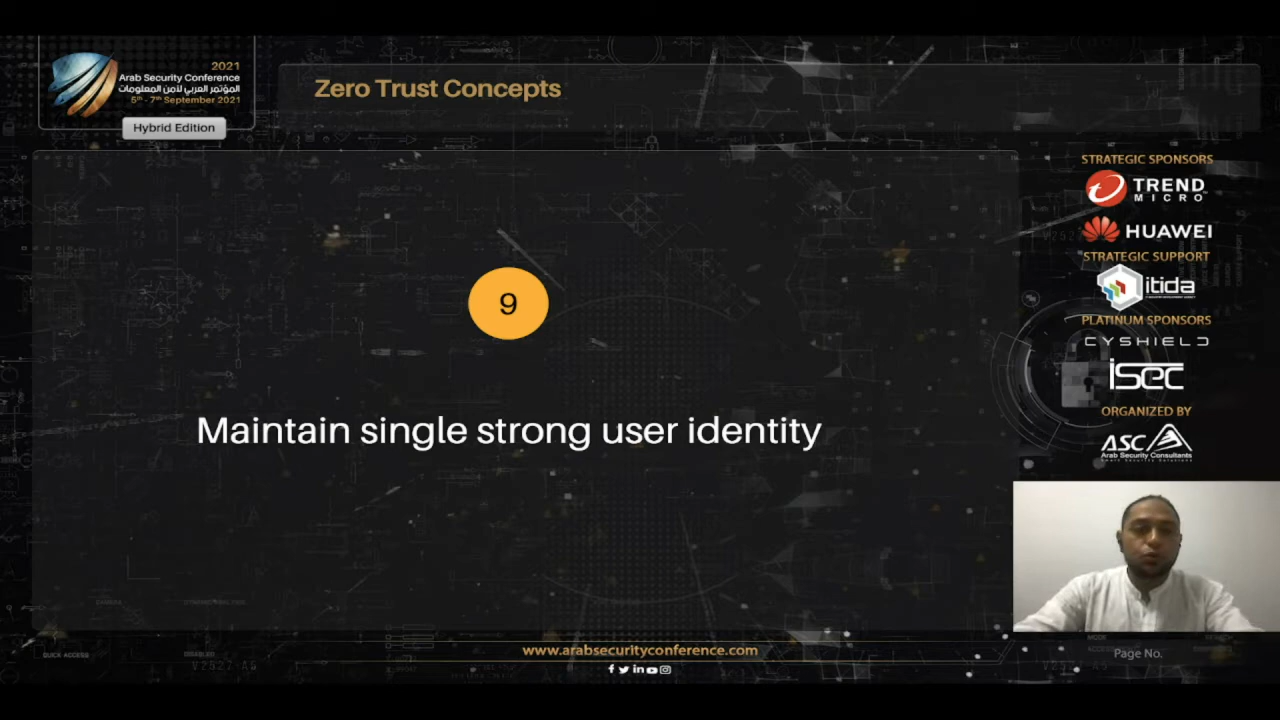 2021
Arab Security Conference
المؤتمر العربي لأمن المعلومات
5th - 7th September 2021
Hybrid Edition
Zero Trust Concepts
9
Maintain single strong user identity
STRATEGIC SPONSORS
TREND
MICRO
HUAWEI
STRATEGIC SUPPORT
itida
PLATINUM SPONSORS
CYSHIELD
isec
ORGANIZED BY
ASC
Arab Security Consultants
www.arabsecurityconference.com
Page No.
QUICK ACCESS